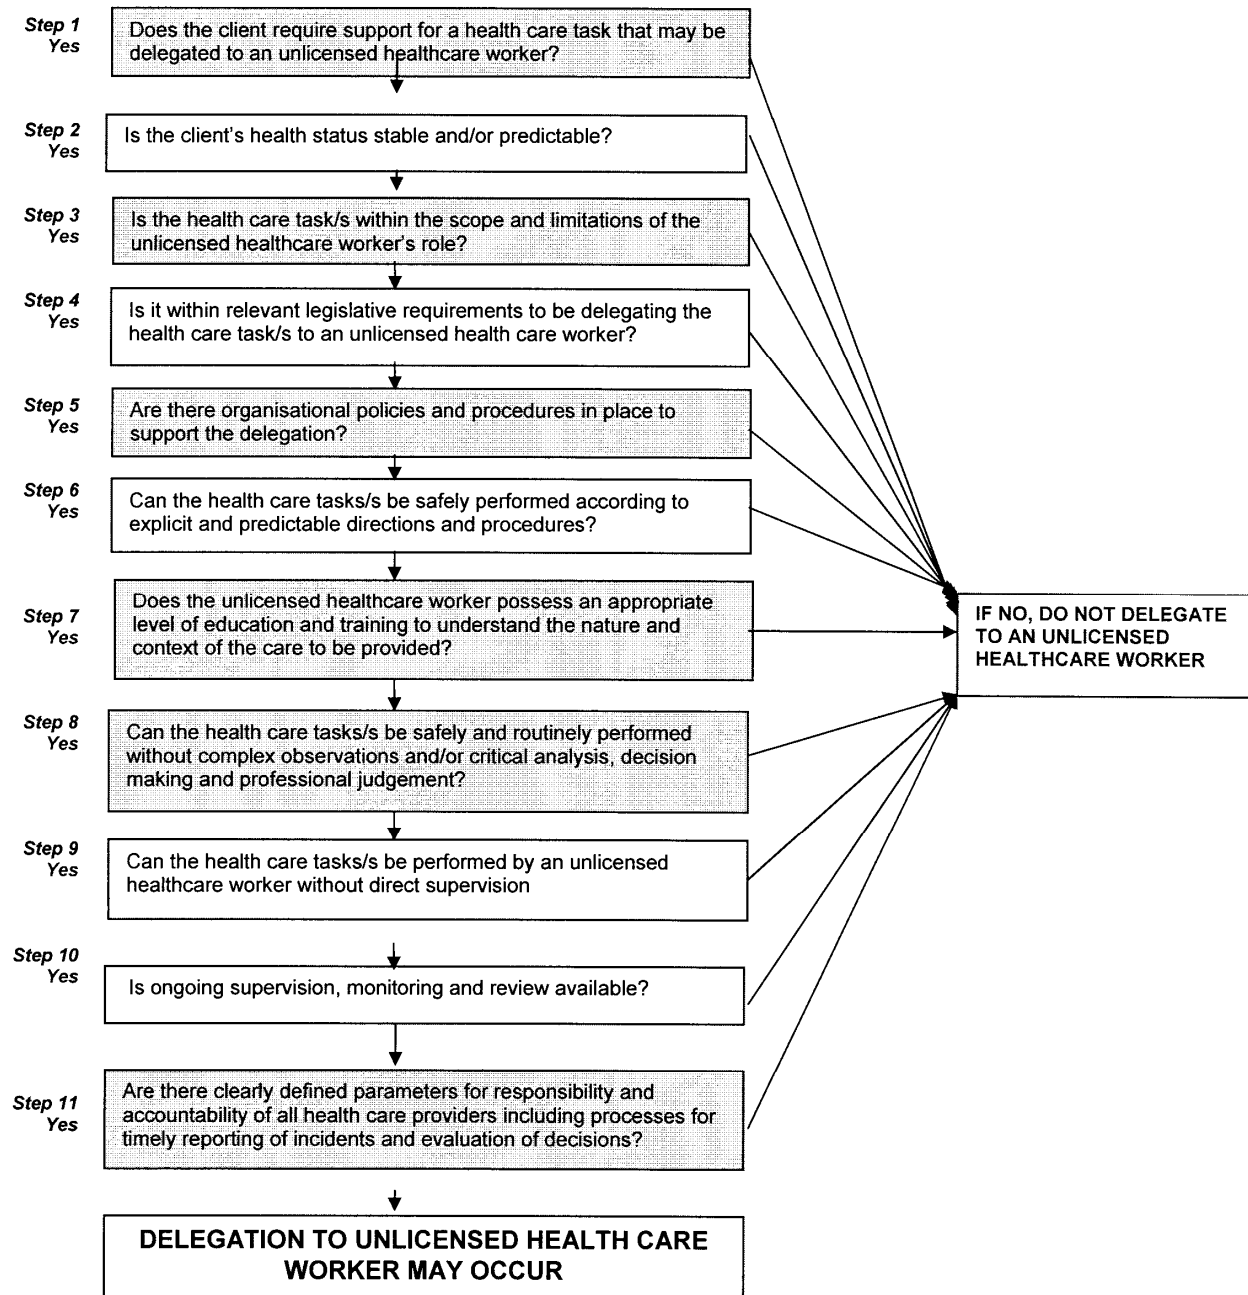 Step 1
Yes
Does the client require support for a health care task that may be
delegated to an unlicensed healthcare worker?
Step 2
Yes
Is the client's health status stable and/or predictable?
Step 3
Yes
Is the health care task/s within the scope and limitations of the
unlicensed healthcare worker's role?
Step 4
Yes
Is it within relevant legislative requirements to be delegating the
health care task/s to an unlicensed health care worker?
Step 5
Yes
Are there organisational policies and procedures in place to
support the delegation?
Step 6
Yes
Can the health care tasks/s be safely performed according to
explicit and predictable directions and procedures?
Step 7
Yes
Does the unlicensed healthcare worker possess an appropriate
level of education and training to understand the nature and
context of the care to be provided?
IF NO, DO NOT DELEGATE
TO AN UNLICENSED
HEALTHCARE WORKER
Step 8
Yes
Can the health care tasks/s be safely and routinely performed
without complex observations and/or critical analysis, decision
making and professional judgement?
Step 9
Yes
Can the health care tasks/s be performed by an unlicensed
healthcare worker without direct supervision
Step 10
Yes
Is ongoing supervision, monitoring and review available?
Step 11
Yes
Are there clearly defined parameters for responsibility and
accountability of all health care providers including processes for
timely reporting of incidents and evaluation of decisions?
DELEGATION TO UNLICENSED HEALTH CARE
WORKER MAY OCCUR